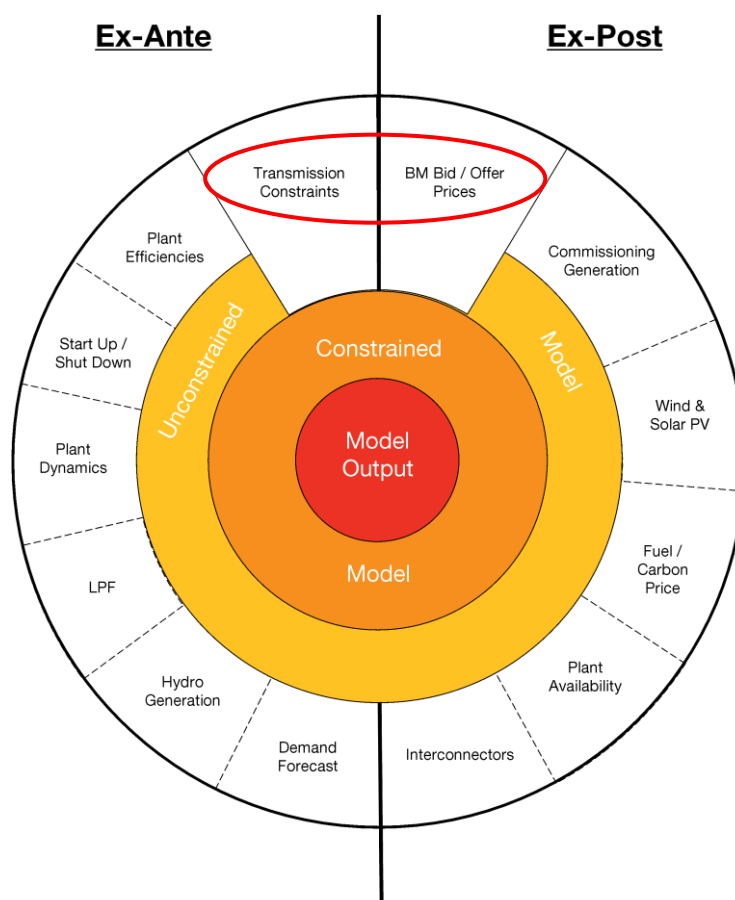 Ex-Ante
Ex-Post
Transmission
Constraints
BM Bid / Offer
Prices
Plant
Efficiencies
Commissioning
Generation
Start Up /
Shut Down
Unconstrained
Constrained
Model
Wind &
Solar PV
Plant
Dynamics
Model
Output
LPF
Model
Fuel /
Carbon
Price
Hydro
Generation
Plant
Availability
Demand
Forecast
Interconnectors